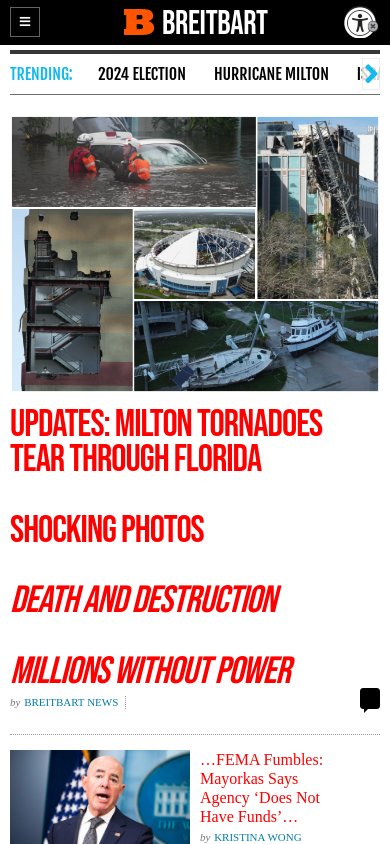 BREITBART
TRENDING:
2024 ELECTION
HURRICANE MILTON
UPDATES: MILTON TORNADOES
TEAR THROUGH FLORIDA
SHOCKING PHOTOS
DEATH AND DESTRUCTION
MILLIONS WITHOUT POWER
by BREITBART NEWS
…FEMA Fumbles:
Mayorkas Says
Agency ‘Does Not
Have Funds’…
by KRISTINA WONG